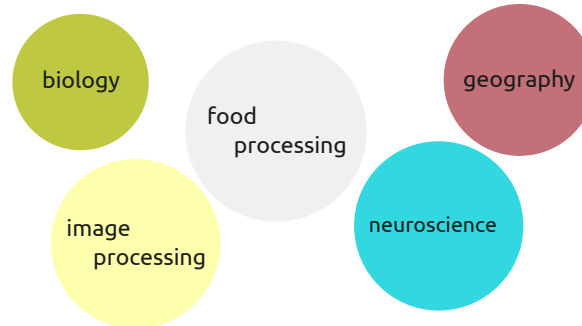 biology
food
processing
geography
image
processing
neuroscience